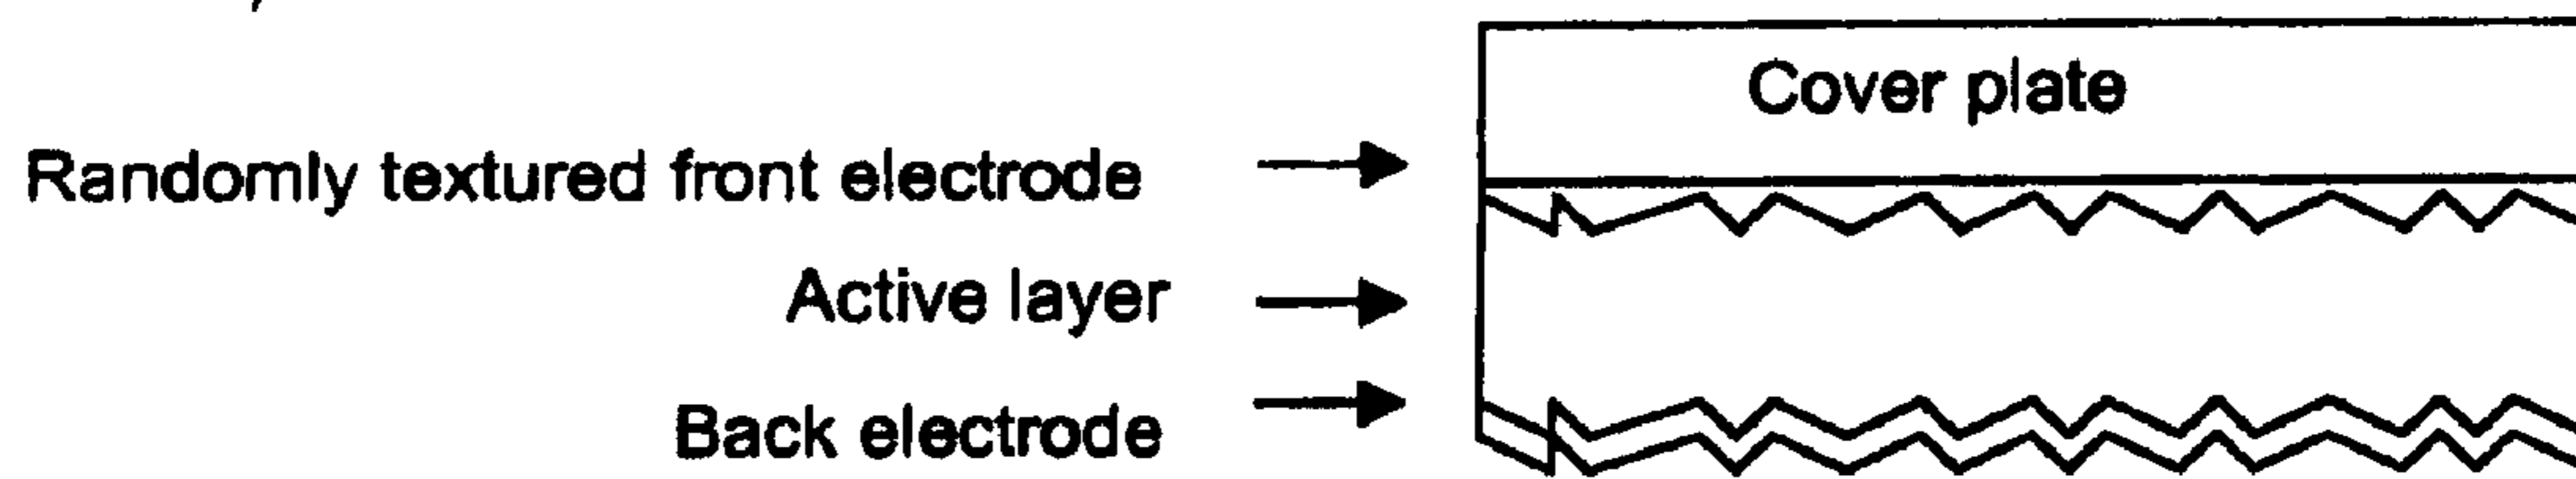 Cover plate
Randomly textured front electrode
Active layer
Back electrode